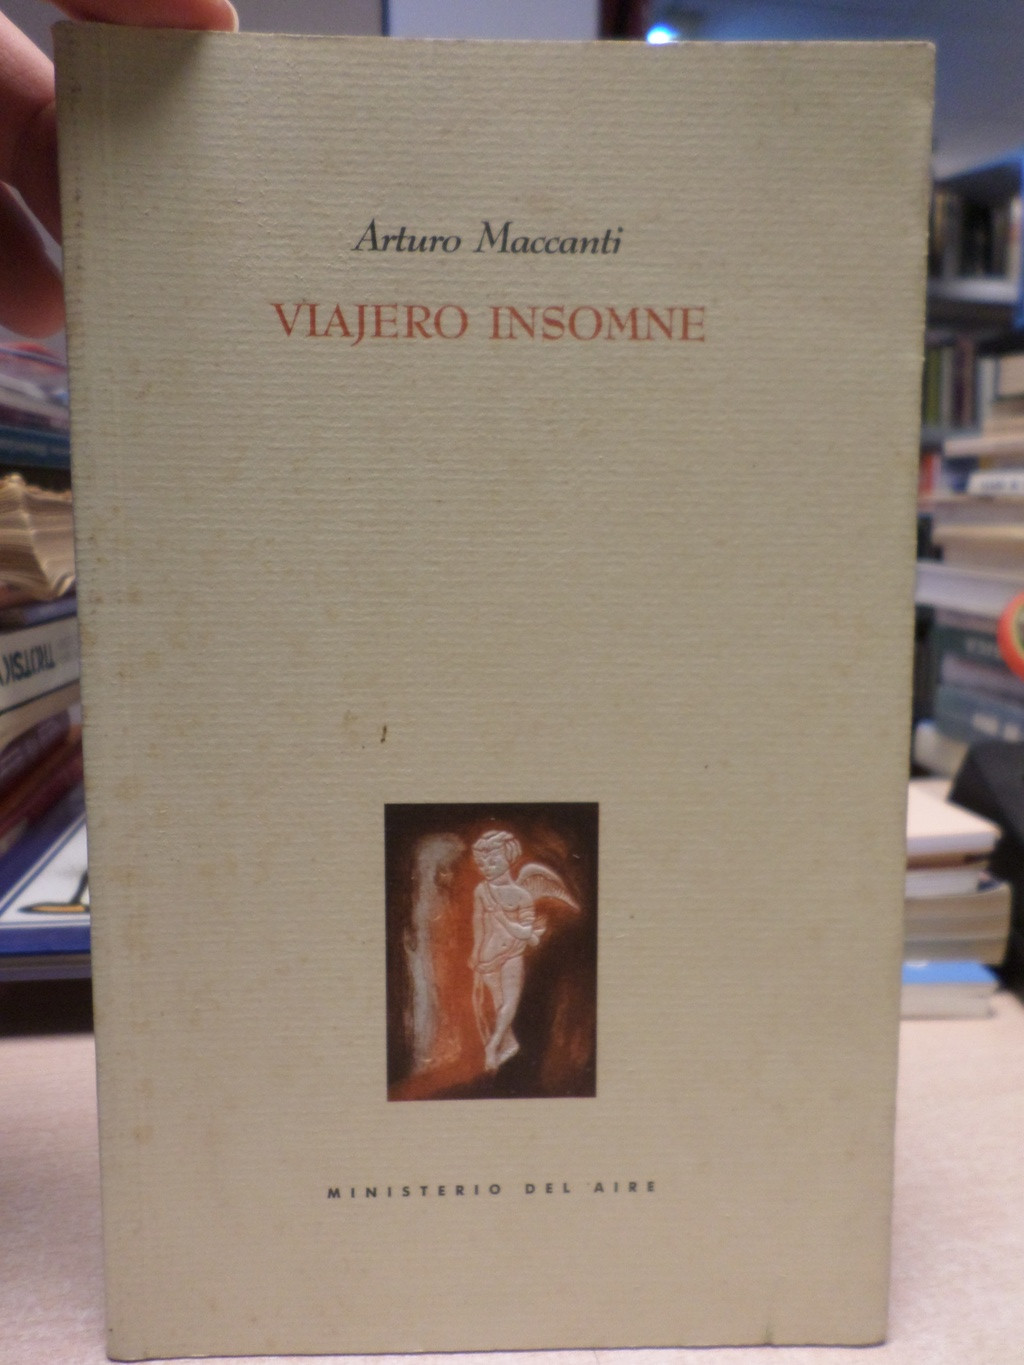 Arturo Maccanti
VIAJERO INSOMNE
MINISTERIO DEL AIRE